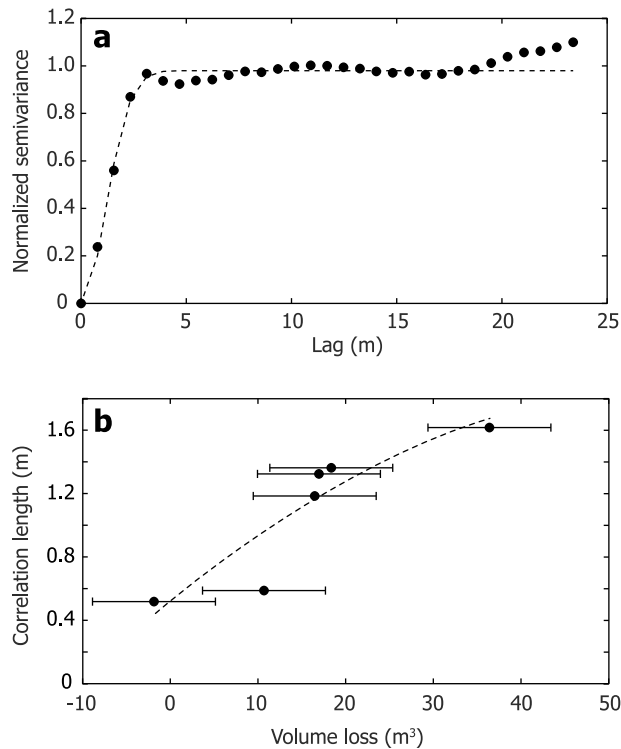 a
Normalized semivariance
1.2
1.0
0.8
0.6
0.4
0.2
0
0 5 10 15 20 25
Lag (m)
b
Correlation length (m)
1.6
1.2
0.8
0.4
0
-10 0 10 20 30 40 50
Volume loss (m³)